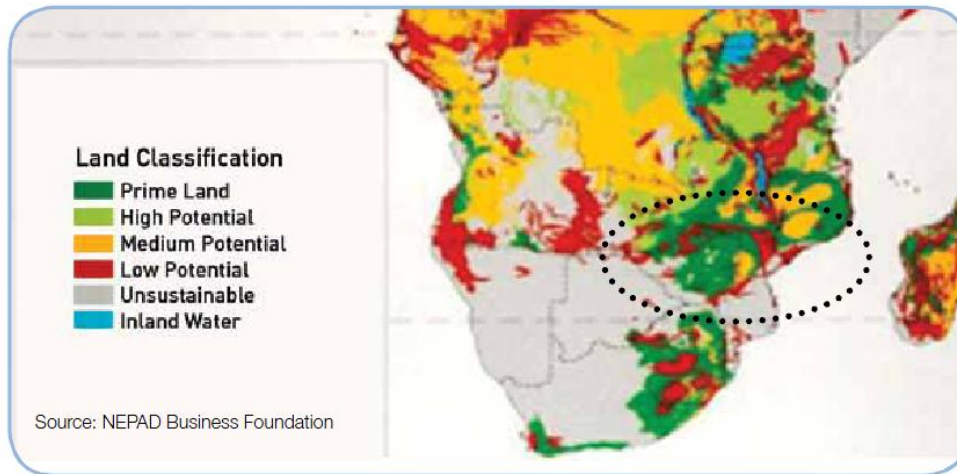 Land Classification
Prime Land
High Potential
Medium Potential
Low Potential
Unsustainable
Inland Water
Source: NEPAD Business Foundation